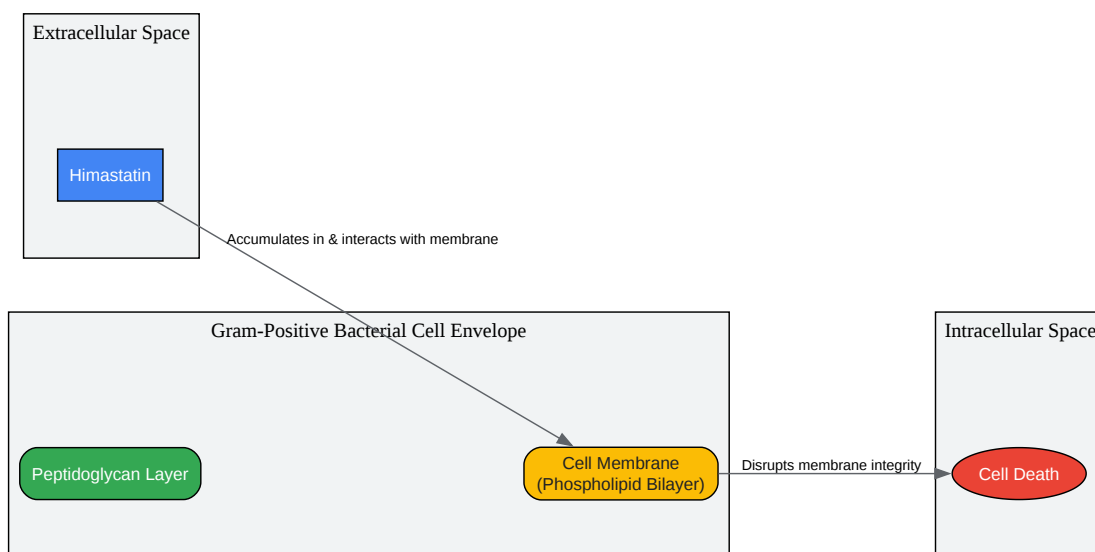 Extracellular Space
Himastatin
Accumulates in & interacts with membrane
Gram-Positive Bacterial Cell Envelope
Intracellular Space
Peptidoglycan Layer
Cell Membrane
(Phospholipid Bilayer)
Disrupts membrane integrity
Cell Death